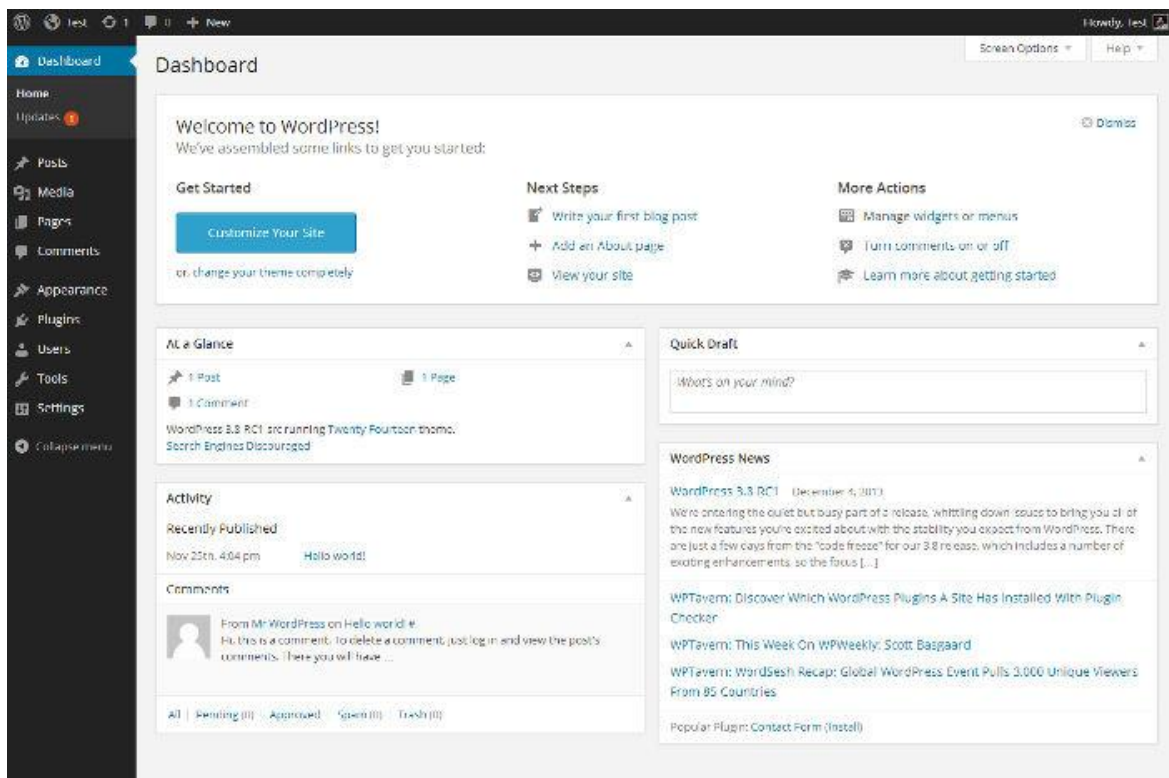 Test 1 0 + New Howdy, Test
Dashboard
Home
Updates 1
Posts
Media
Pages
Comments
Appearance
Plugins
Users
Tools
Settings
Collapse menu
Screen Options Help
Dashboard
Welcome to WordPress!
Dismiss
We've assembled some links to get you started:
Get Started
Customize Your Site
or, change your theme completely
Next Steps
Write your first blog post
Add an About page
View your site
More Actions
Manage widgets or menus
Turn comments on or off
Learn more about getting started
At a Glance
1 Post 1 Page
1 Comment
WordPress 3.8 RC1 src running Twenty Fourteen theme.
Search Engines Discouraged
Activity
Recently Published
Nov 25th, 4:04 pm Hello world!
Comments
From Mr WordPress on Hello world! #
Hi, this is a comment. To delete a comment, just log in and view the post's
comments. There you will have ...
All | Pending (0) Approved Spam (0) Trash (0)
Quick Draft
What's on your mind?
WordPress News
WordPress 3.8 RC1 December 4, 2013
We're entering the quiet but busy part of a release, whittling down issues to bring you all of
the new features you're excited about with the stability you expect from WordPress. There
are just a few days from the "code freeze" for our 3.8 release, which includes a number of
exciting enhancements, so the focus [...]
WPTavern: Discover Which WordPress Plugins A Site Has Installed With Plugin
Checker
WPTavern: This Week On WPWeekly: Scott Basgaard
WPTavern: WordSesh Recap: Global WordPress Event Pulls 3,000 Unique Viewers
From 85 Countries
Popular Plugin: Contact Form (Install)